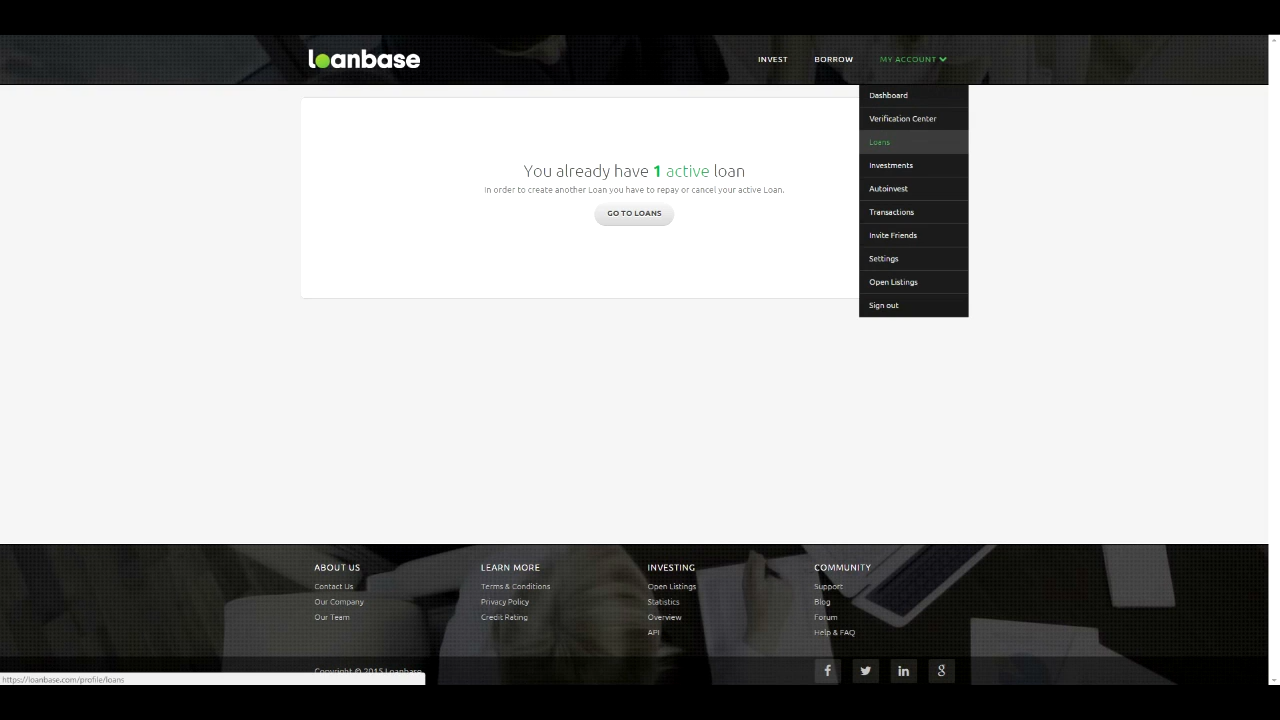 loanbase
INVEST BORROW MY ACCOUNT
Dashboard
Verification Center
Loans
Investments
Autoinvest
Transactions
Invite Friends
Settings
Open Listings
Sign out
You already have 1 active loan
In order to create another Loan you have to repay or cancel your active Loan.
GO TO LOANS
ABOUT US
Contact Us
Our Company
Our Team
LEARN MORE
Terms & Conditions
Privacy Policy
Credit Rating
INVESTING
Open Listings
Statistics
Overview
API
COMMUNITY
Support
Blog
Forum
Help & FAQ
Copyright © 2015 Loanbase
https://loanbase.com/profile/loans